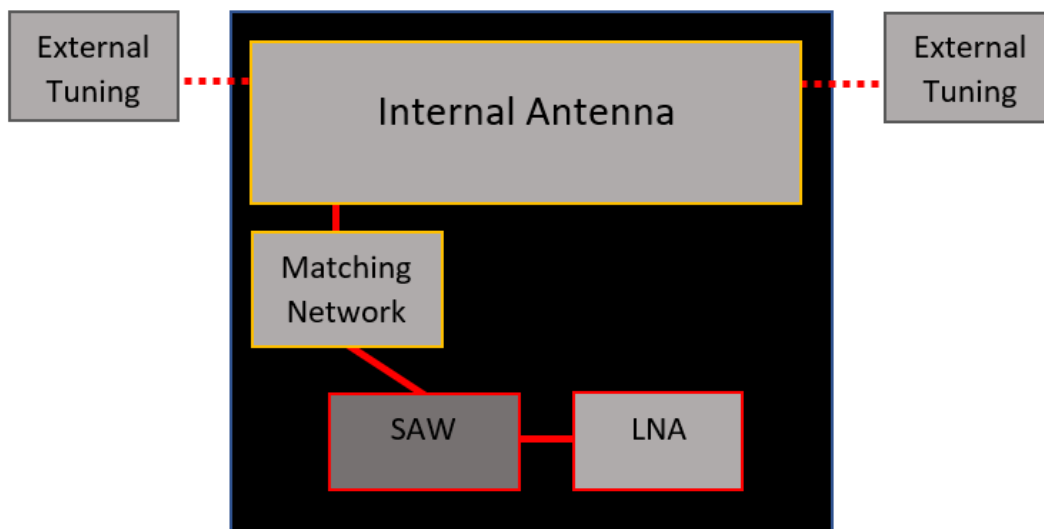 External
Tuning
Internal Antenna
External
Tuning
Matching
Network
SAW
LNA